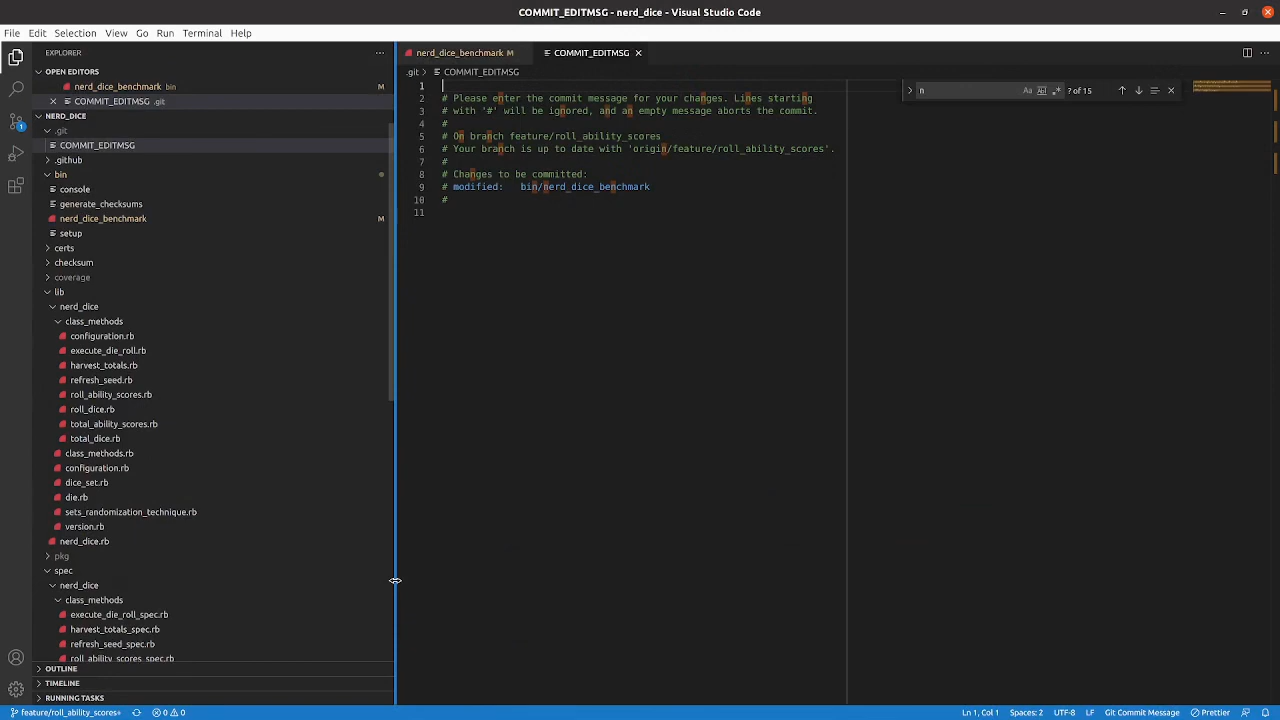 COMMIT_EDITMSG - nerd_dice - Visual Studio Code
File Edit Selection View Go Run Terminal Help
EXPLORER
OPEN EDITORS
nerd_dice_benchmark bin M
COMMIT_EDITMSG .git
NERD_DICE
.git
COMMIT_EDITMSG
.github
bin
console
generate_checksums
nerd_dice_benchmark M
setup
certs
checksum
coverage
lib
nerd_dice
class_methods
configuration.rb
execute_die_roll.rb
harvest_totals.rb
refresh_seed.rb
roll_ability_scores.rb
roll_dice.rb
total_ability_scores.rb
total_dice.rb
class_methods.rb
configuration.rb
dice_set.rb
die.rb
sets_randomization_technique.rb
version.rb
nerd_dice.rb
pkg
spec
nerd_dice
class_methods
execute_die_roll_spec.rb
harvest_totals_spec.rb
refresh_seed_spec.rb
roll_ability_scores_spec.rb
OUTLINE
TIMELINE
RUNNING TASKS
1
nerd_dice_benchmark M COMMIT_EDITMSG
.git COMMIT_EDITMSG
n Aa ab 7 of 15
1
2 # Please enter the commit message for your changes. Lines starting
3 # with '#' will be ignored, and an empty message aborts the commit.
4 #
5 # On branch feature/roll_ability_scores
6 # Your branch is up to date with 'origin/feature/roll_ability_scores'.
7 #
8 # Changes to be committed:
9 # modified: bin/nerd_dice_benchmark
10 #
11
feature/roll_ability_scores+ 0 0 Ln 1, Col 1 Spaces: 2 UTF-8 LF Git Commit Message Prettier